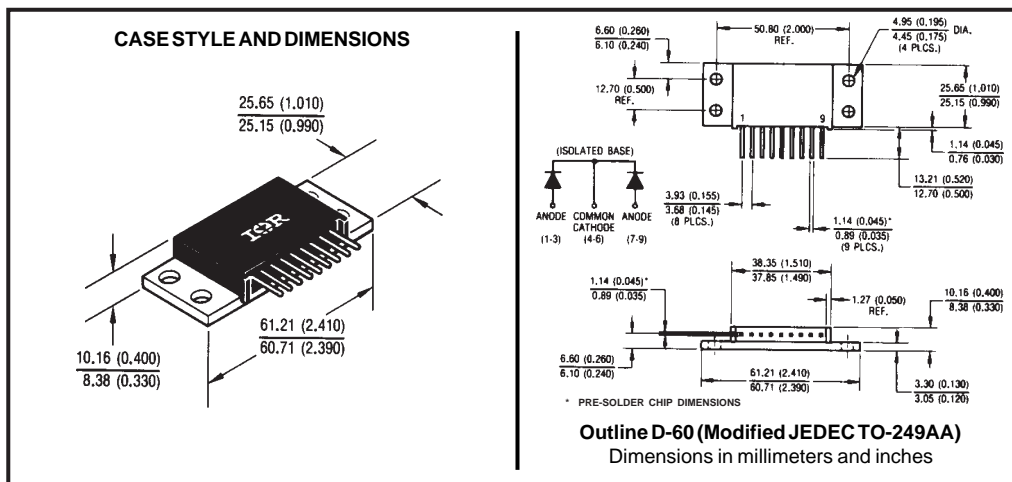 CASE STYLE AND DIMENSIONS
25.65 (1.010)
25.15 (0.990)
IOR
10.16 (0.400)
8.38 (0.330)
61.21 (2.410)
60.71 (2.390)
6.60 (0.260)
6.10 (0.240)
50.80 (2.000)
REF.
4.95 (0.195)
4.45 (0.175)
DIA.
(4 PLCS.)
12.70 (0.500)
REF.
25.65 (1.010)
25.15 (0.990)
1 9
1.14 (0.045)
0.76 (0.030)
13.21 (0.520)
12.70 (0.500)
(ISOLATED BASE)
ANODE COMMON ANODE
CATHODE
(1-3) (4-6) (7-9)
3.93 (0.155)
3.68 (0.145)
(8 PLCS.)
1.14 (0.045)*
0.89 (0.035)
(9 PLCS.)
38.35 (1.510)
37.85 (1.490)
1.14 (0.045)*
0.89 (0.035)
1.27 (0.050)
REF.
10.16 (0.400)
8.38 (0.330)
6.60 (0.260)
6.10 (0.240)
61.21 (2.410)
60.71 (2.390)
3.30 (0.130)
3.05 (0.120)
* PRE-SOLDER CHIP DIMENSIONS
Outline D-60 (Modified JEDEC TO-249AA)
Dimensions in millimeters and inches